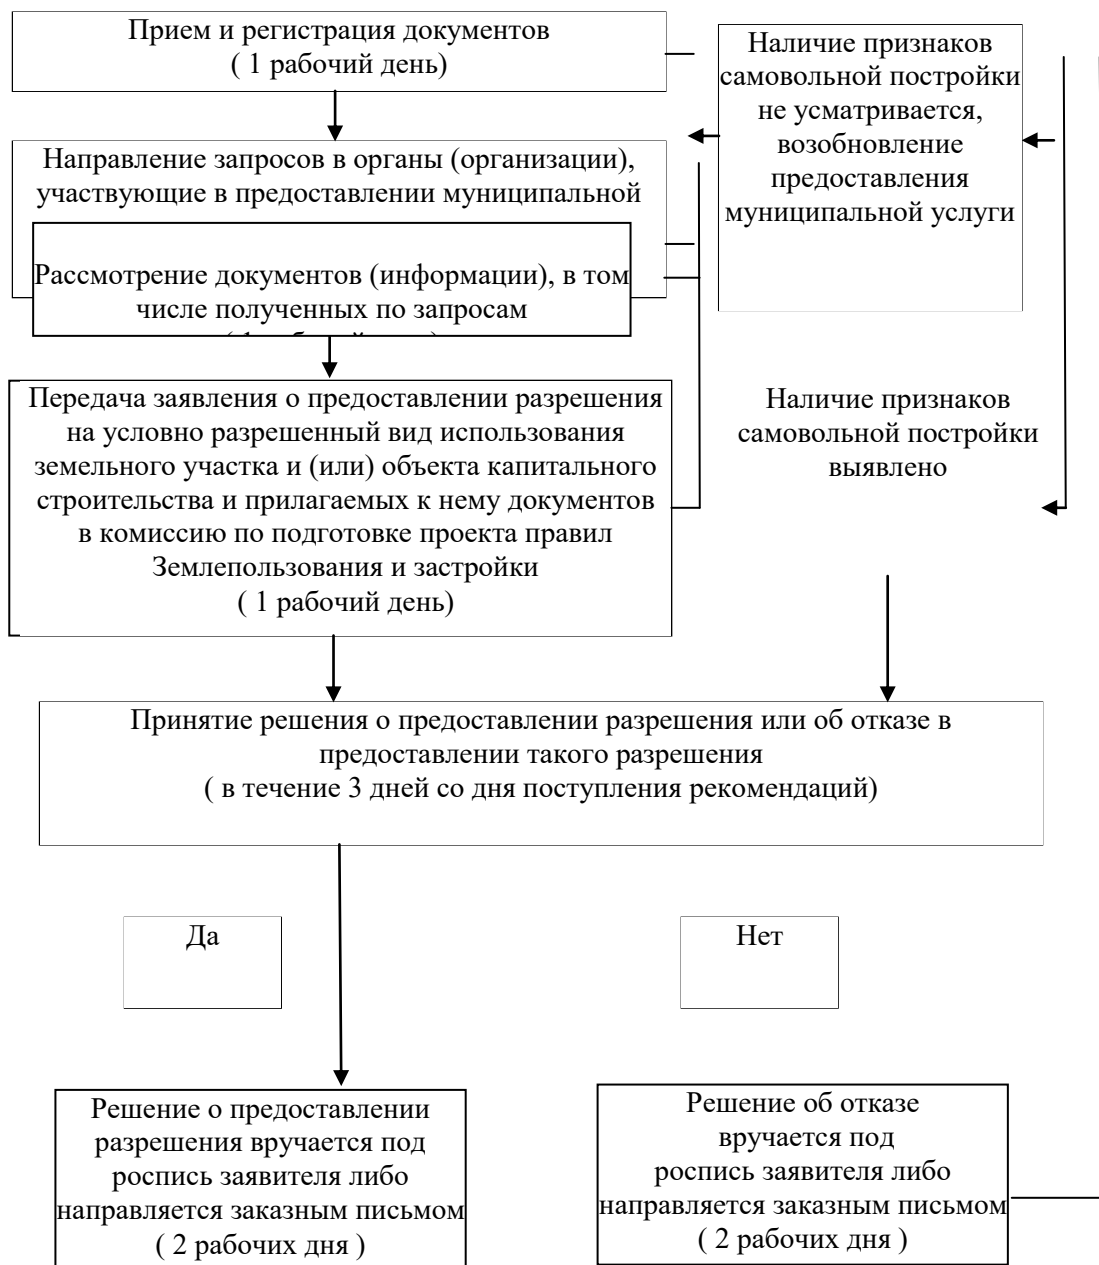 Прием и регистрация документов
( 1 рабочий день)
Наличие признаков
самовольной постройки
не усматривается,
возобновление
предоставления
муниципальной услуги
Направление запросов в органы (организации),
участвующие в предоставлении муниципальной
Рассмотрение документов (информации), в том
числе полученных по запросам
Передача заявления о предоставлении разрешения
на условно разрешенный вид использования
земельного участка и (или) объекта капитального
строительства и прилагаемых к нему документов
в комиссию по подготовке проекта правил
Землепользования и застройки
( 1 рабочий день)
Наличие признаков
самовольной постройки
выявлено
Принятие решения о предоставлении разрешения или об отказе в
предоставлении такого разрешения
( в течение 3 дней со дня поступления рекомендаций)
Да
Нет
Решение о предоставлении
разрешения вручается под
роспись заявителя либо
направляется заказным письмом
( 2 рабочих дня )
Решение об отказе
вручается под
роспись заявителя либо
направляется заказным письмом
( 2 рабочих дня )